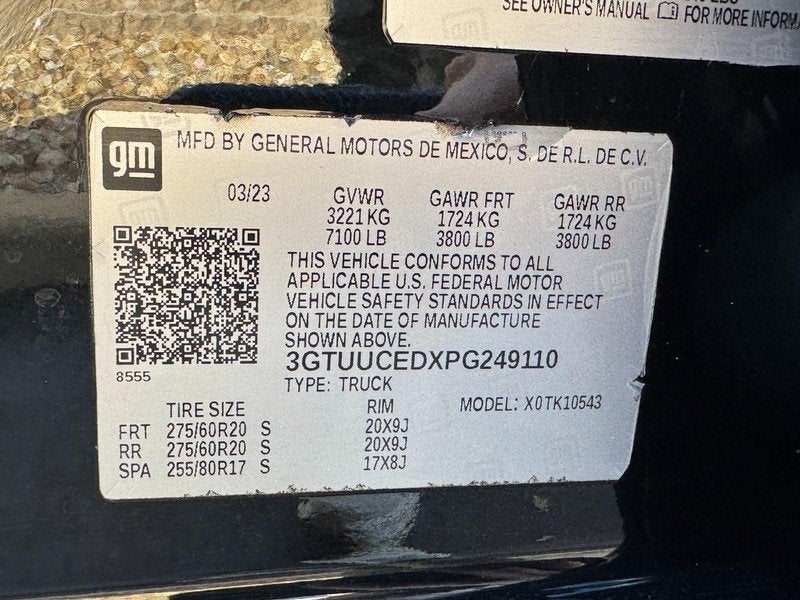 SEE OWNER'S MANUAL FOR MORE
gm
MFD BY GENERAL MOTORS DE MEXICO, S. DE R.L. DE C.V.
03/23 GVWR GAWR FRT GAWR RR
3221 KG 1724 KG 1724 KG
7100 LB 3800 LB 3800 LB
THIS VEHICLE CONFORMS TO ALL
APPLICABLE U.S. FEDERAL MOTOR
VEHICLE SAFETY STANDARDS IN EFFECT
ON THE DATE OF MANUFACTURE
SHOWN ABOVE.
3GTUUCEDXPG249110
8555
TYPE: TRUCK
TIRE SIZE RIM MODEL: X0TK10543
FRT 275/60R20 S 20X9J
RR 275/60R20 S 20X9J
SPA 255/80R17 S 17X8J